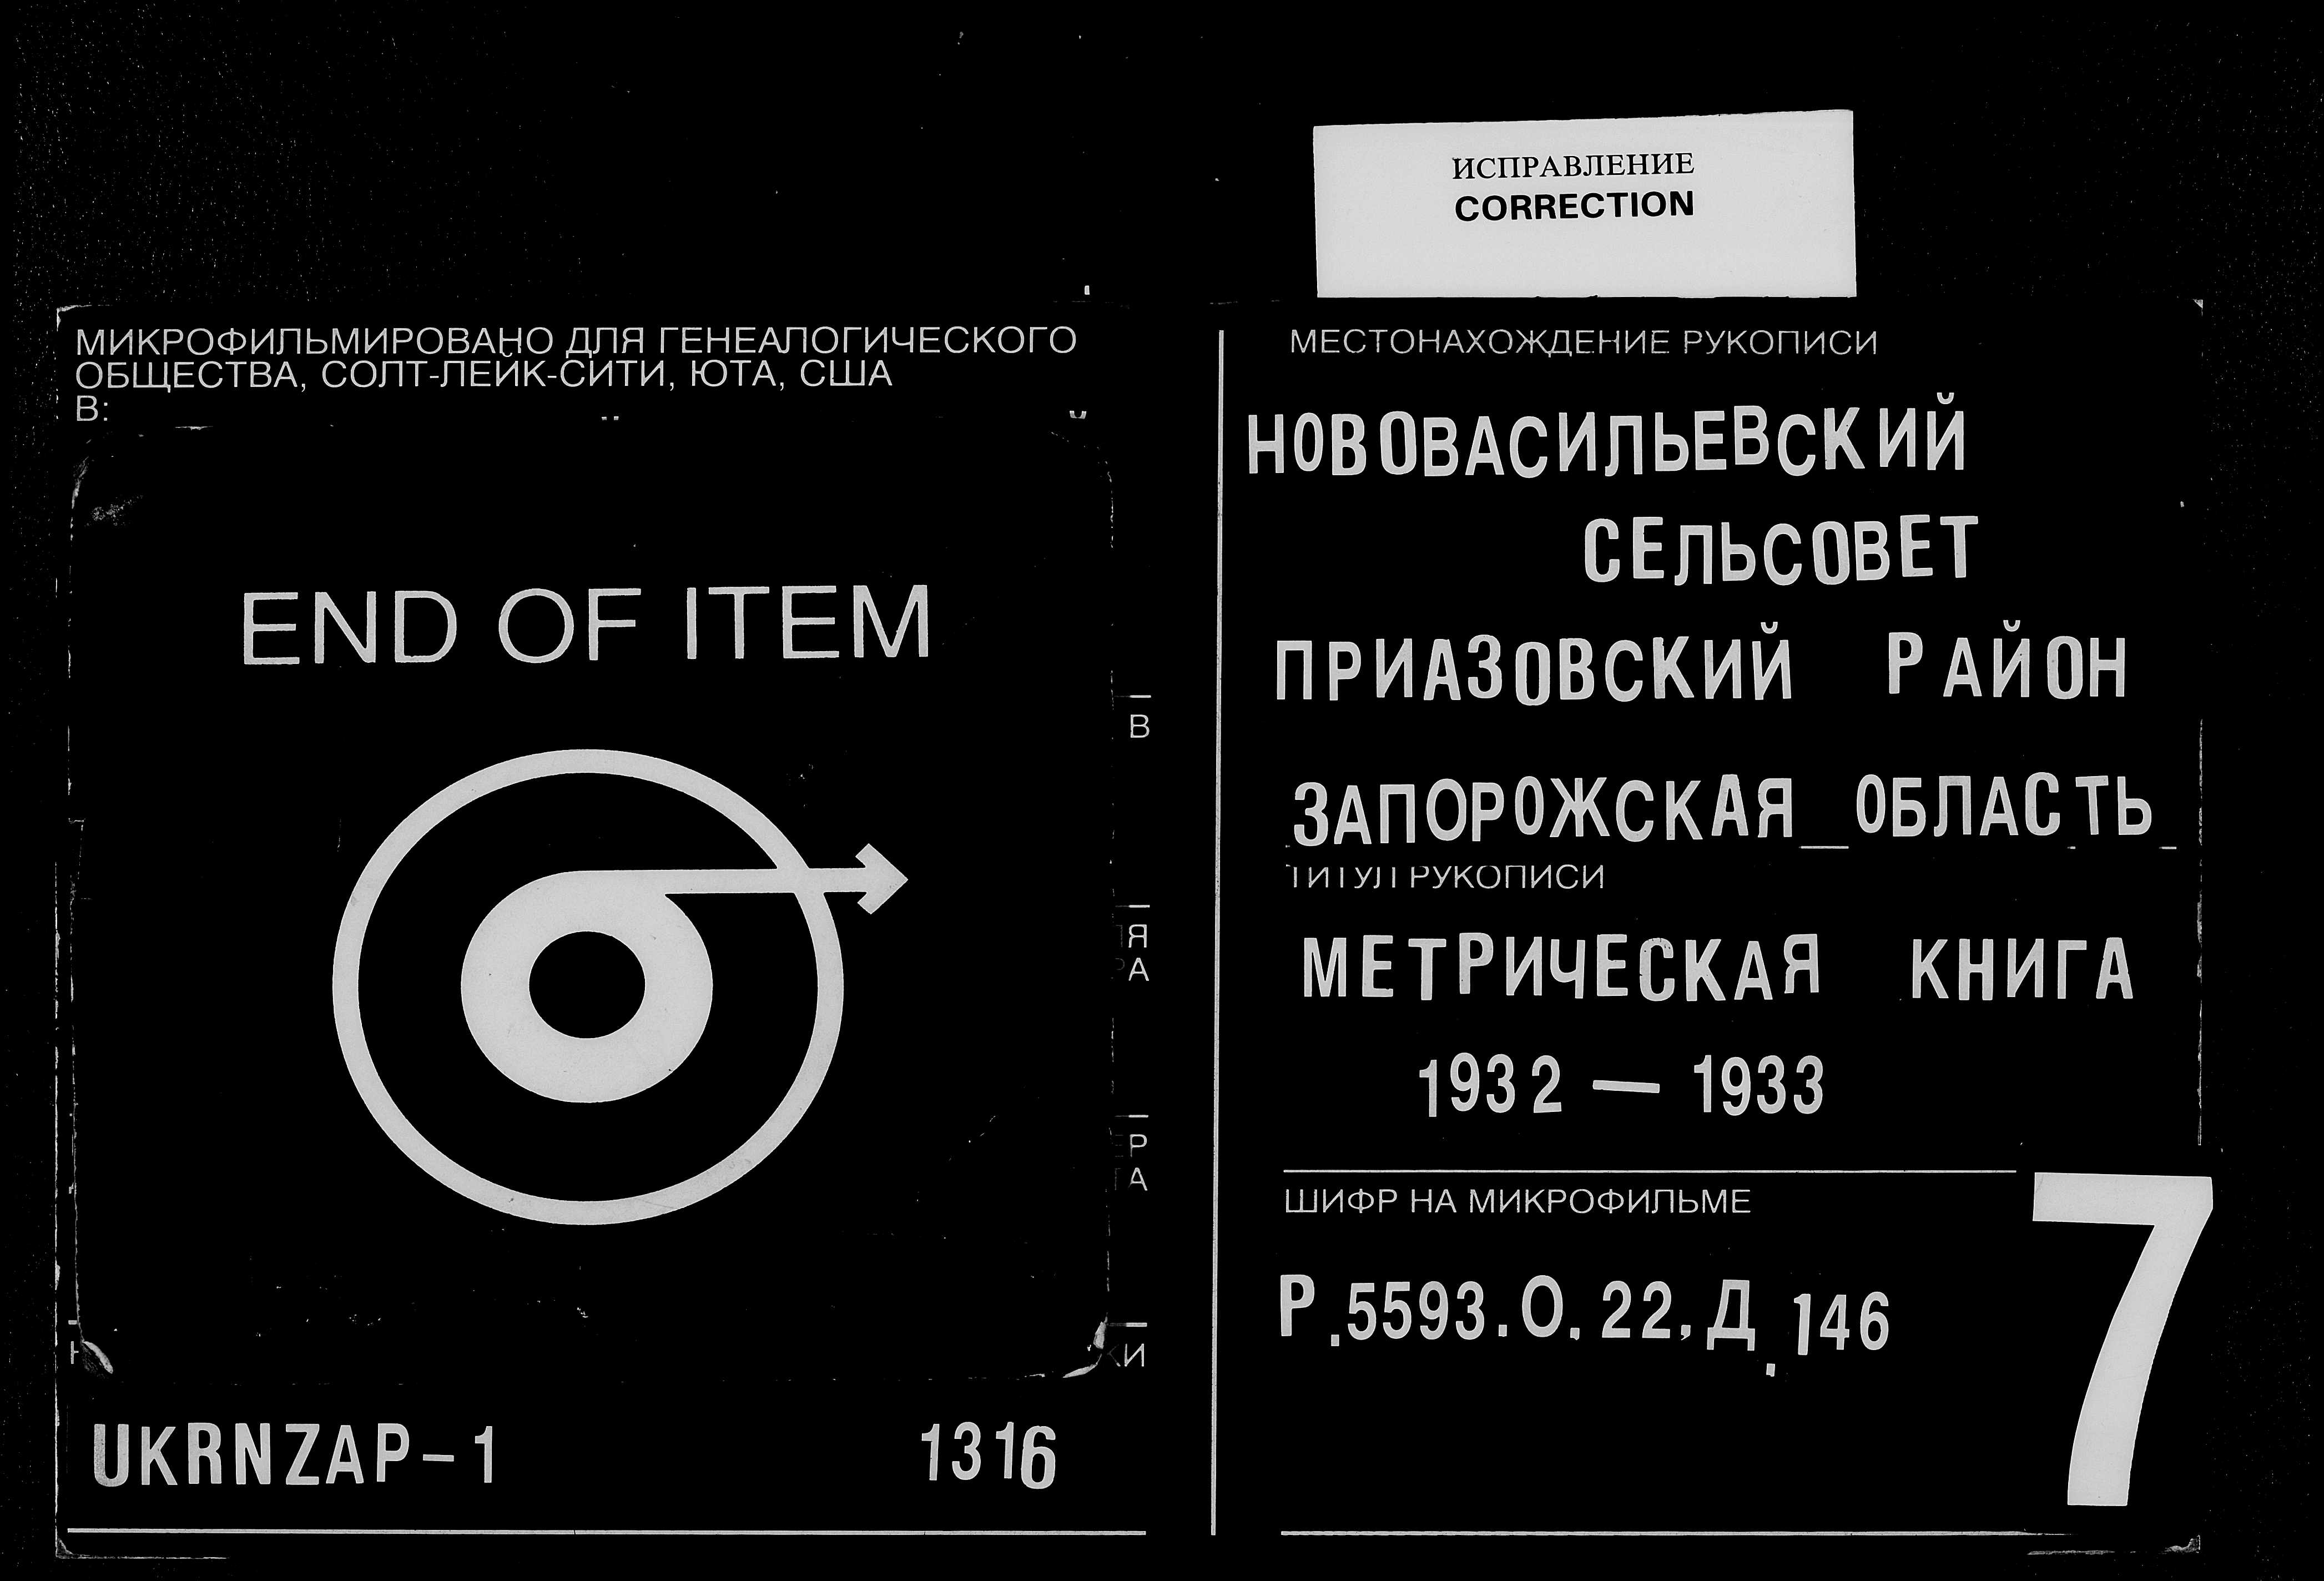 ИСПРАВЛЕНИЕ
CORRECTION
МИКРОФИЛЬМИРОВАНО ДЛЯ ГЕНЕАЛОГИЧЕСКОГО
ОБЩЕСТВА, СОЛТ-ЛЕЙК-СИТИ, ЮТА, США
В:
END OF ITEM
В
Я
А
Р
А
КИ
UKRNZAP-1 1316
МЕСТОНАХОЖДЕНИЕ РУКОПИСИ
НОВОВАСИЛЬЕВСКИЙ
СЕЛЬСОВЕТ
ПРИАЗОВСКИЙ РАЙОН
ЗАПОРОЖСКАЯ ОБЛАСТЬ
ТИТУЛ РУКОПИСИ
МЕТРИЧЕСКАЯ КНИГА
1932 — 1933
ШИФР НА МИКРОФИЛЬМЕ
Р.5593.О.22.Д.146
7